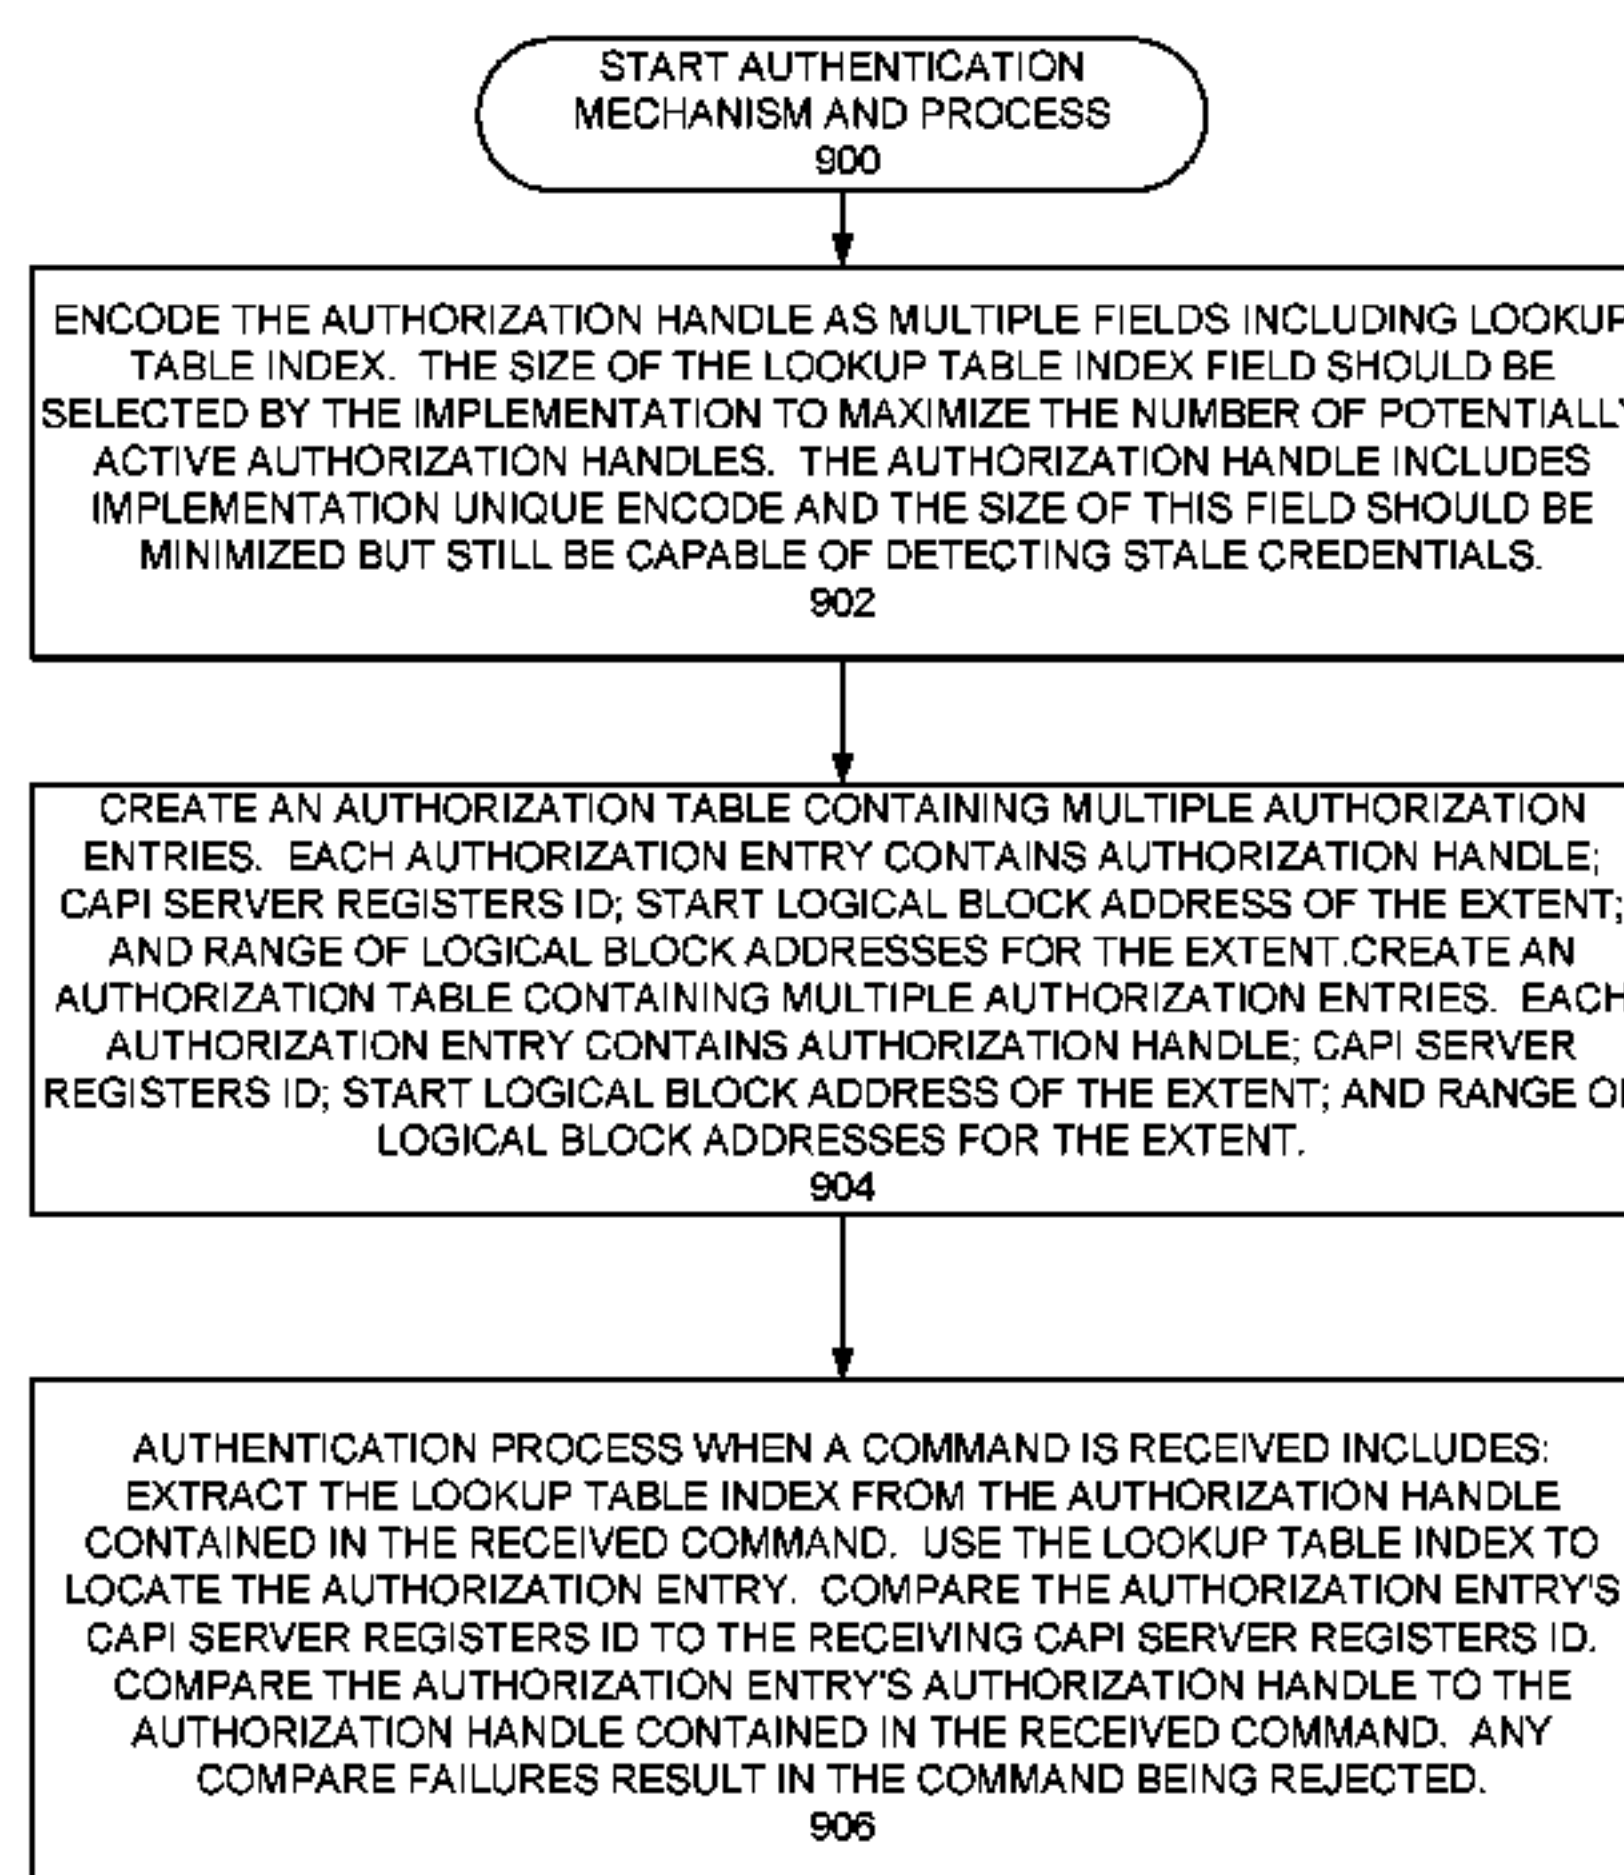 START AUTHENTICATION
MECHANISM AND PROCESS
900
ENCODE THE AUTHORIZATION HANDLE AS MULTIPLE FIELDS INCLUDING LOOKUP
TABLE INDEX. THE SIZE OF THE LOOKUP TABLE INDEX FIELD SHOULD BE
SELECTED BY THE IMPLEMENTATION TO MAXIMIZE THE NUMBER OF POTENTIALLY
ACTIVE AUTHORIZATION HANDLES. THE AUTHORIZATION HANDLE INCLUDES
IMPLEMENTATION UNIQUE ENCODE AND THE SIZE OF THIS FIELD SHOULD BE
MINIMIZED BUT STILL BE CAPABLE OF DETECTING STALE CREDENTIALS.
902
CREATE AN AUTHORIZATION TABLE CONTAINING MULTIPLE AUTHORIZATION
ENTRIES. EACH AUTHORIZATION ENTRY CONTAINS AUTHORIZATION HANDLE;
CAPI SERVER REGISTERS ID; START LOGICAL BLOCK ADDRESS OF THE EXTENT;
AND RANGE OF LOGICAL BLOCK ADDRESSES FOR THE EXTENT.CREATE AN
AUTHORIZATION TABLE CONTAINING MULTIPLE AUTHORIZATION ENTRIES. EACH
AUTHORIZATION ENTRY CONTAINS AUTHORIZATION HANDLE; CAPI SERVER
REGISTERS ID; START LOGICAL BLOCK ADDRESS OF THE EXTENT; AND RANGE OF
LOGICAL BLOCK ADDRESSES FOR THE EXTENT.
904
AUTHENTICATION PROCESS WHEN A COMMAND IS RECEIVED INCLUDES:
EXTRACT THE LOOKUP TABLE INDEX FROM THE AUTHORIZATION HANDLE
CONTAINED IN THE RECEIVED COMMAND. USE THE LOOKUP TABLE INDEX TO
LOCATE THE AUTHORIZATION ENTRY. COMPARE THE AUTHORIZATION ENTRY'S
CAPI SERVER REGISTERS ID TO THE RECEIVING CAPI SERVER REGISTERS ID.
COMPARE THE AUTHORIZATION ENTRY'S AUTHORIZATION HANDLE TO THE
AUTHORIZATION HANDLE CONTAINED IN THE RECEIVED COMMAND. ANY
COMPARE FAILURES RESULT IN THE COMMAND BEING REJECTED.
906